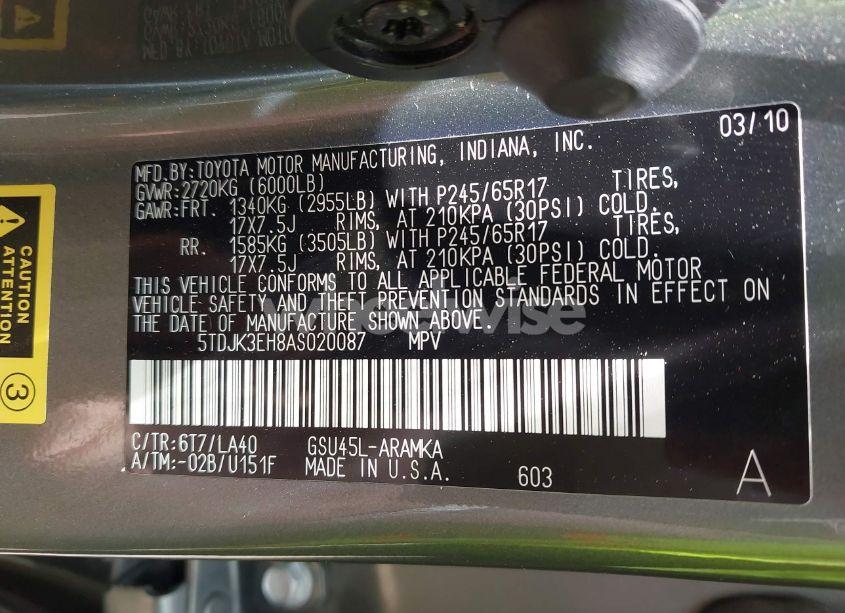 03/10
MFD.BY:TOYOTA MOTOR MANUFACTURING, INDIANA, INC.
GVWR:2720KG (6000LB)
GAWR:FRT. 1340KG (2955LB) WITH P245/65R17 TIRES,
17X7.5J RIMS, AT 210KPA (30PSI) COLD.
RR. 1585KG (3505LB) WITH P245/65R17 TIRES,
17X7.5J RIMS, AT 210KPA (30PSI) COLD.
THIS VEHICLE CONFORMS TO ALL APPLICABLE FEDERAL MOTOR
VEHICLE SAFETY AND THEFT PREVENTION STANDARDS IN EFFECT ON
THE DATE OF MANUFACTURE SHOWN ABOVE.
5TDJK3EH8AS020087 MPV
C/TR:6T7/LA40 GSU45L-ARAMKA
A/TM:-02B/U151F MADE IN U.S.A. 603 A
CAUTION
ATTENTION
3